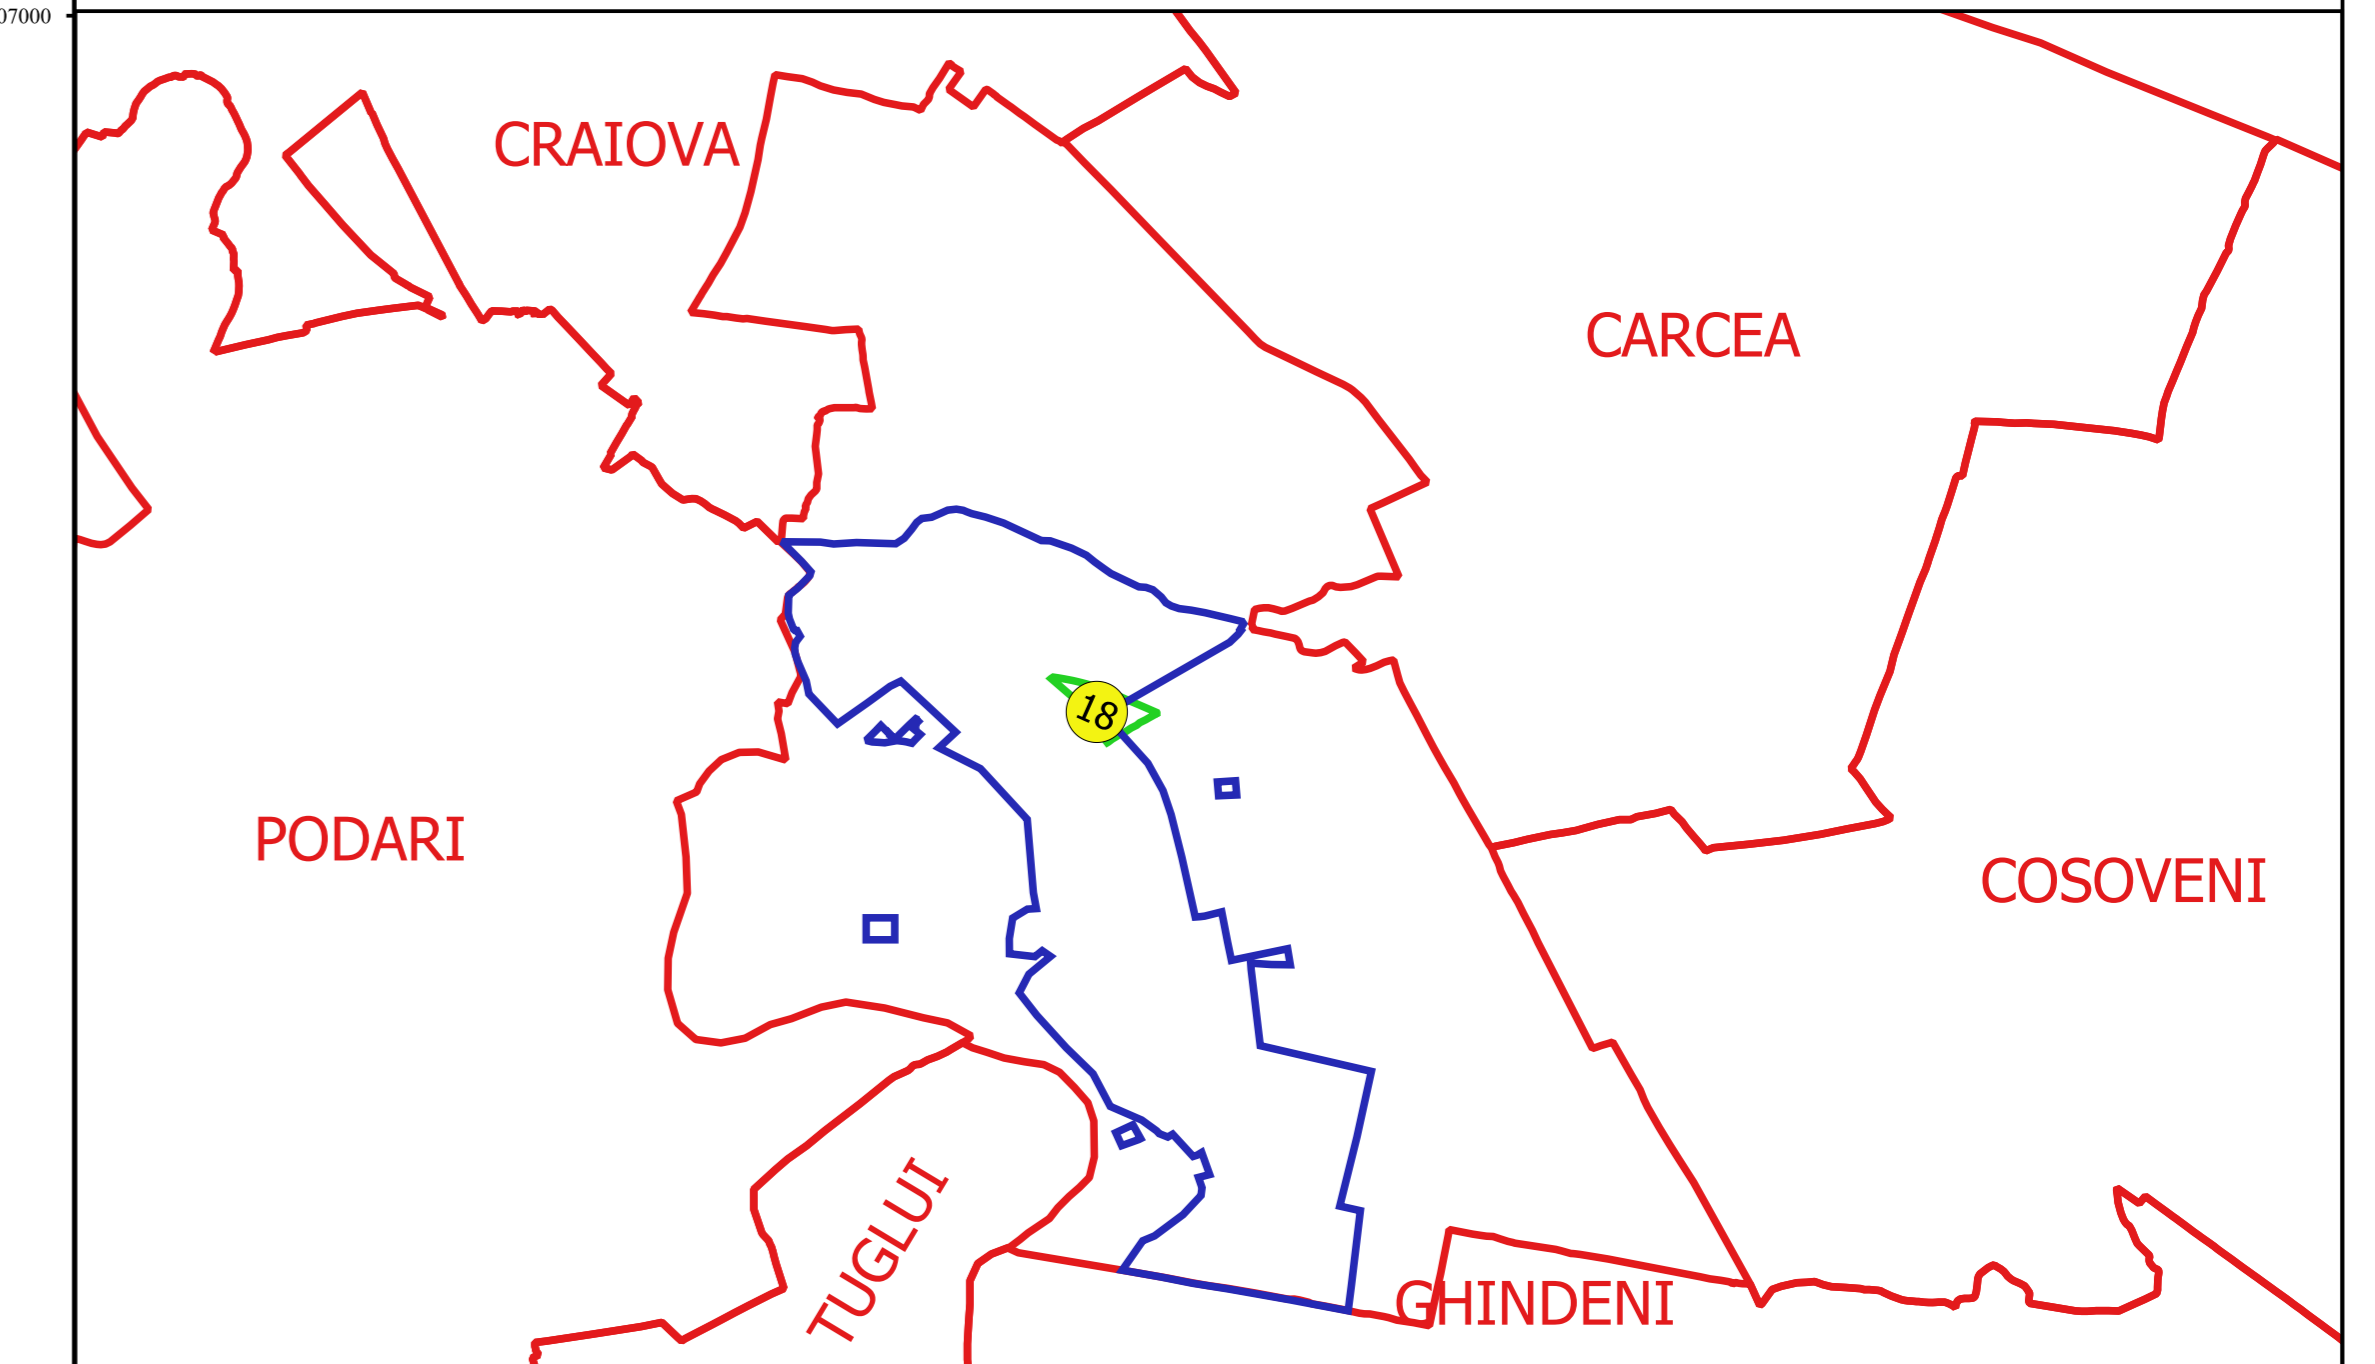 07000
CRAIOVA
CARCEA
18
PODARI
COSOVENI
TUGLUI
GHINDENI